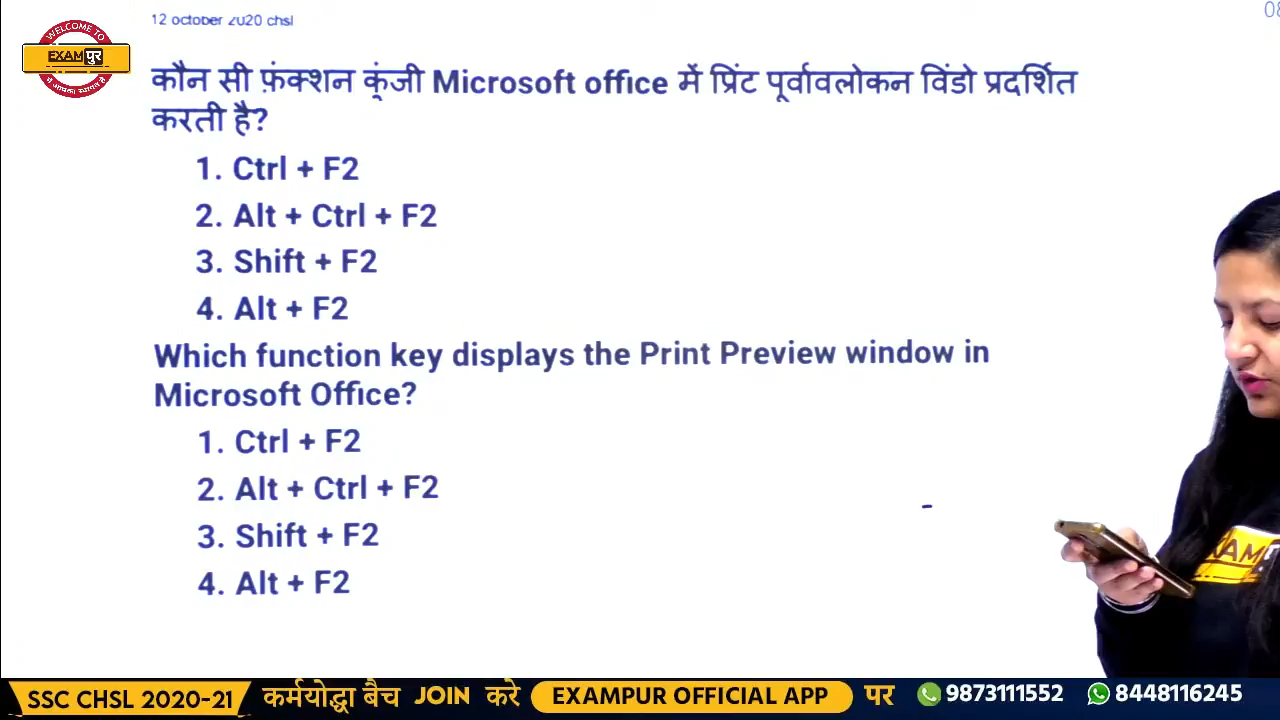 12 october 2020 chsl
08
WELCOME TO
EXAMपुर
कौन सी फ़ंक्शन कुंजी Microsoft office में प्रिंट पूर्वावलोकन विंडो प्रदर्शित
करती है?
1. Ctrl + F2
2. Alt + Ctrl + F2
3. Shift + F2
4. Alt + F2
Which function key displays the Print Preview window in
Microsoft Office?
1. Ctrl + F2
2. Alt + Ctrl + F2
3. Shift + F2
4. Alt + F2
SSC CHSL 2020-21 कर्मयोद्धा बैच JOIN करे EXAMPUR OFFICIAL APP पर 9873111552 8448116245